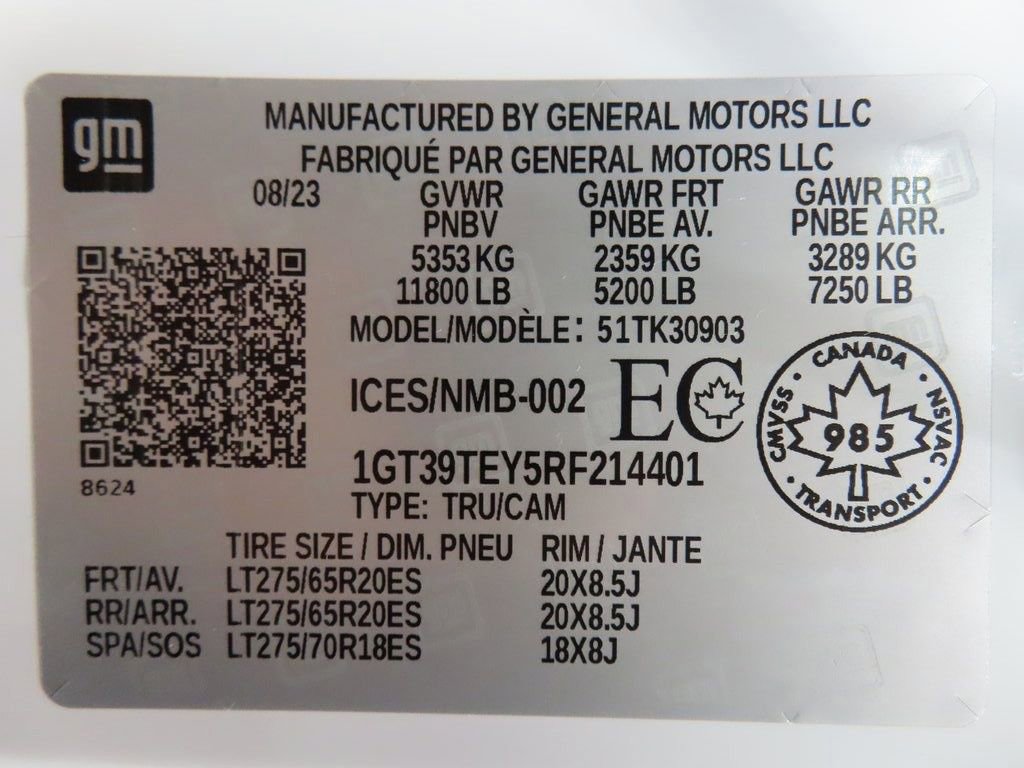 gm
MANUFACTURED BY GENERAL MOTORS LLC
FABRIQUÉ PAR GENERAL MOTORS LLC
08/23 GVWR GAWR FRT GAWR RR
PNBV PNBE AV. PNBE ARR.
5353 KG 2359 KG 3289 KG
11800 LB 5200 LB 7250 LB
MODEL/MODÈLE: 51TK30903
ICES/NMB-002 EC
CANADA
CMVSS · NSVAC
985
· TRANSPORT ·
1GT39TEY5RF214401
8624
TYPE: TRU/CAM
TIRE SIZE / DIM. PNEU RIM / JANTE
FRT/AV. LT275/65R20ES 20X8.5J
RR/ARR. LT275/65R20ES 20X8.5J
SPA/SOS LT275/70R18ES 18X8J